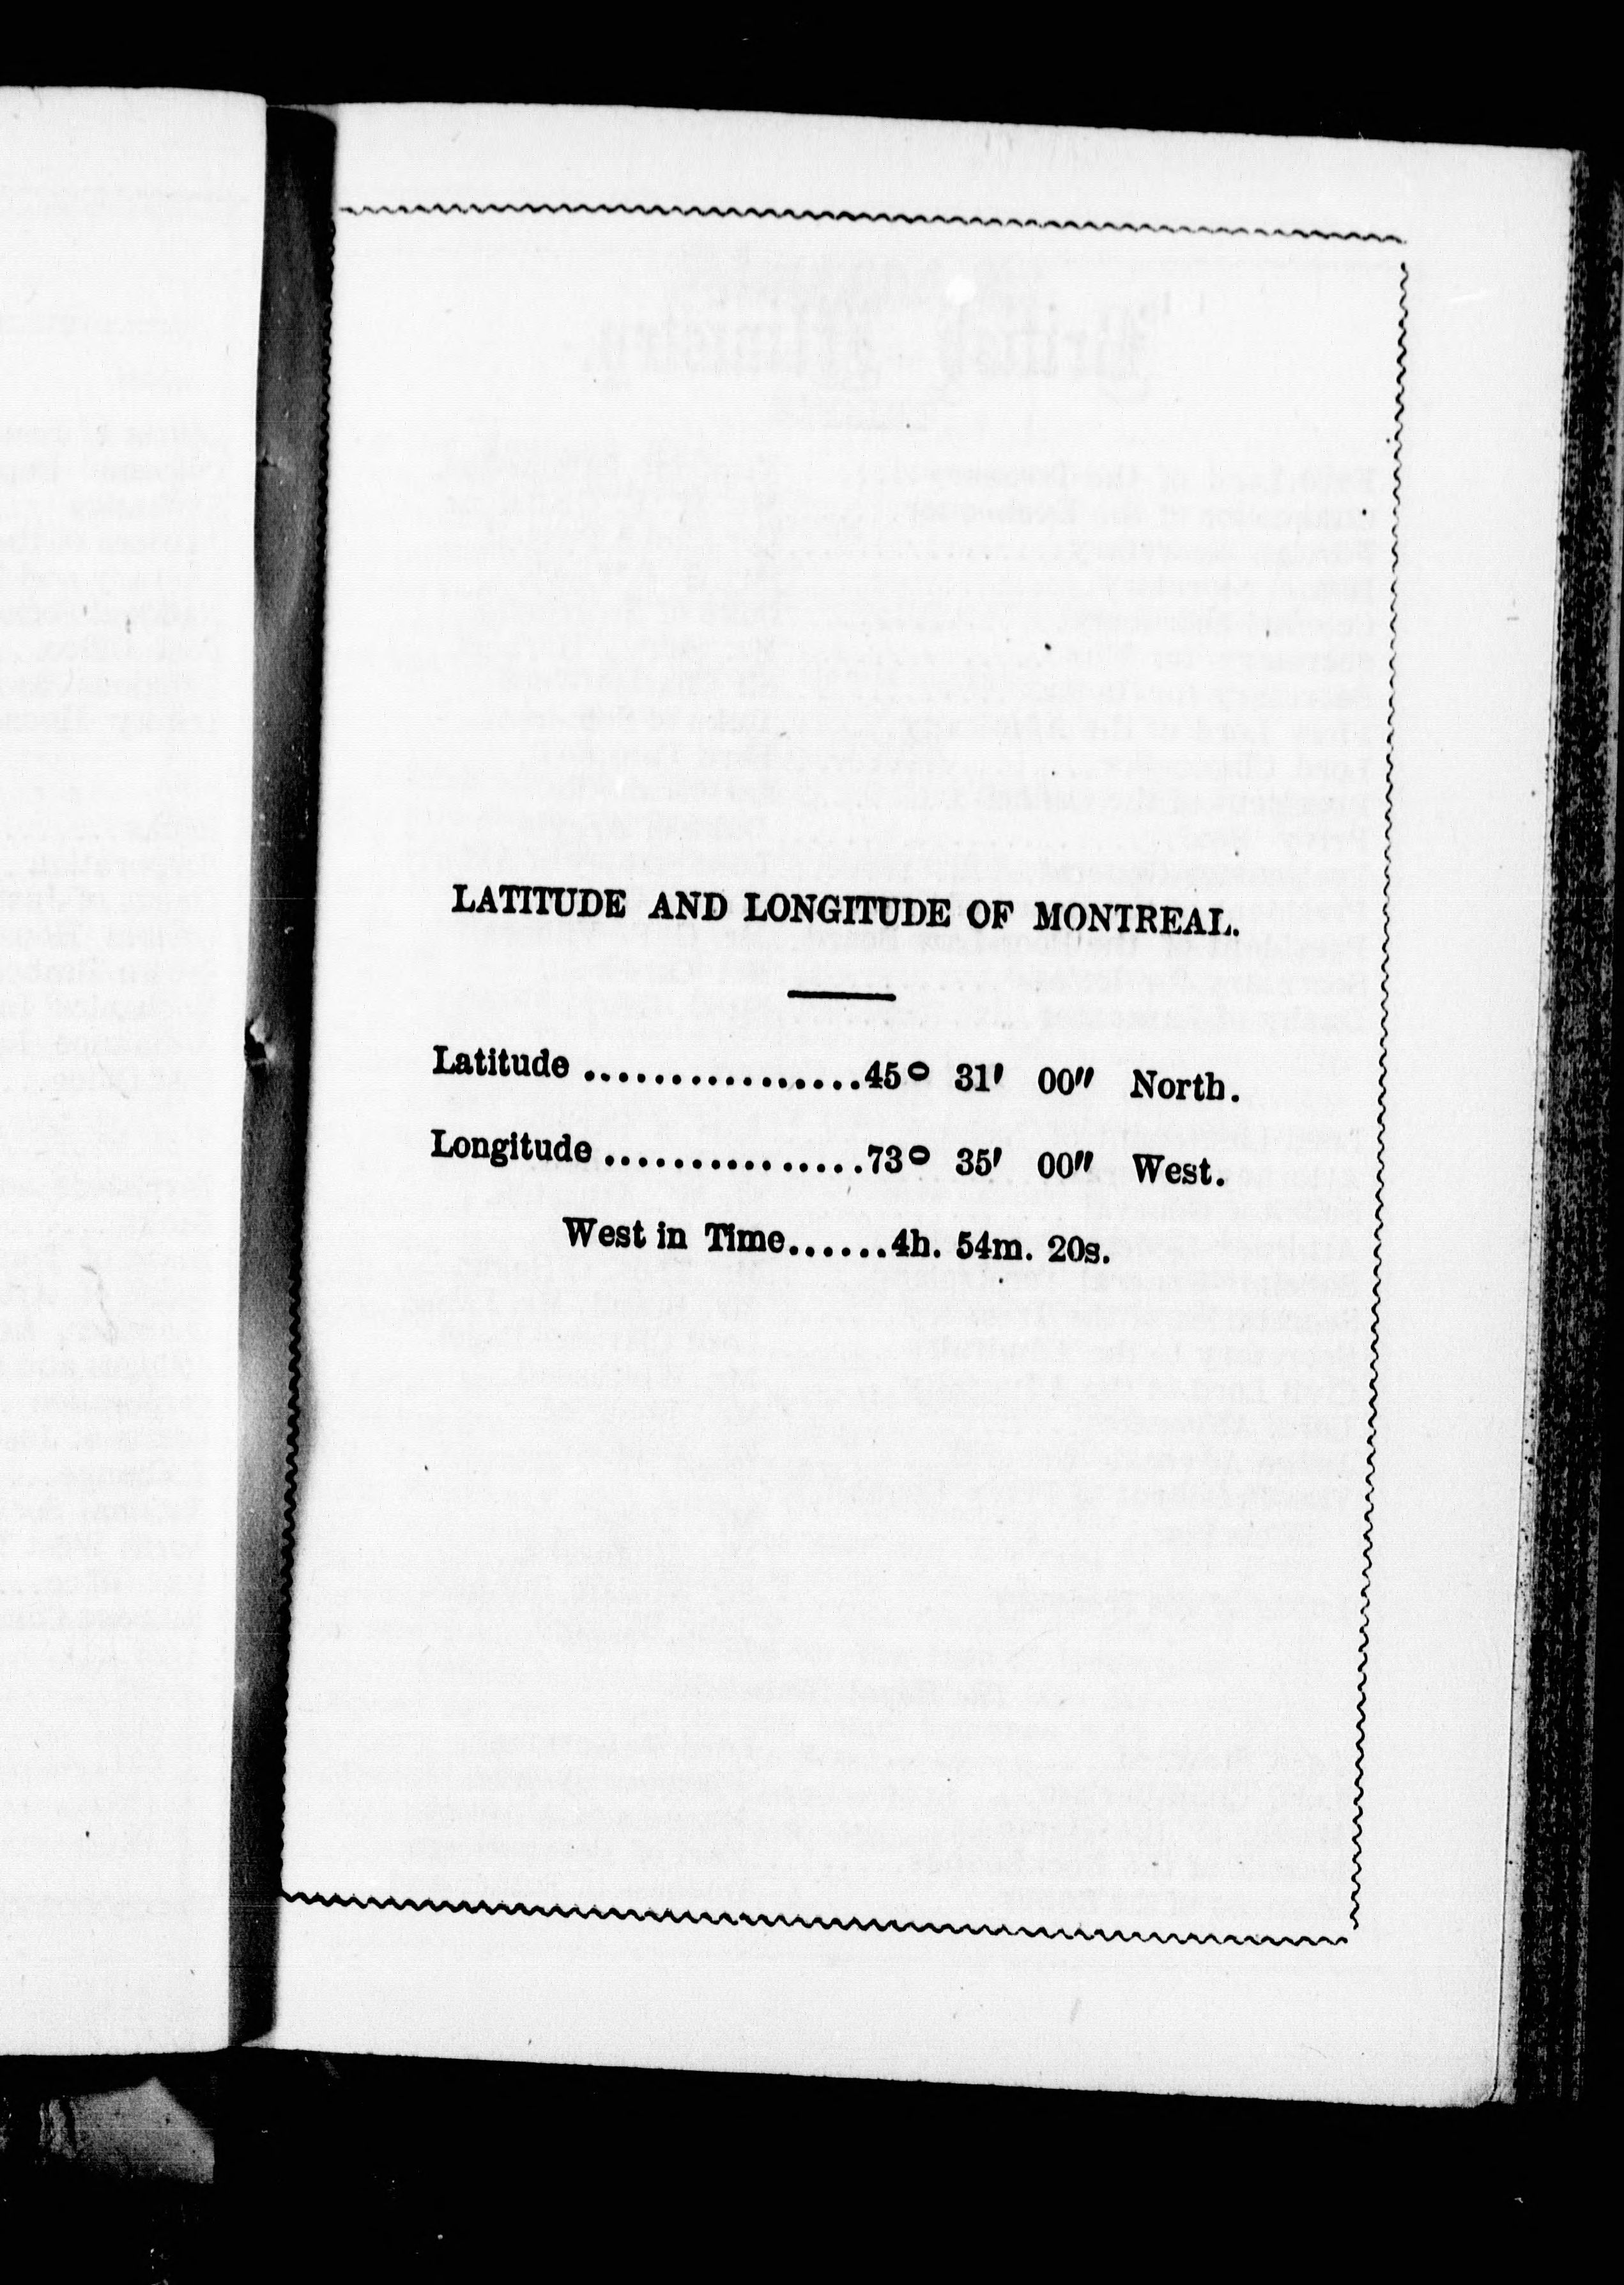 LATITUDE AND LONGITUDE OF MONTREAL.
Latitude ................45° 31′ 00″ North.
Longitude ...............73° 35′ 00″ West.
West in Time......4h. 54m. 20s.